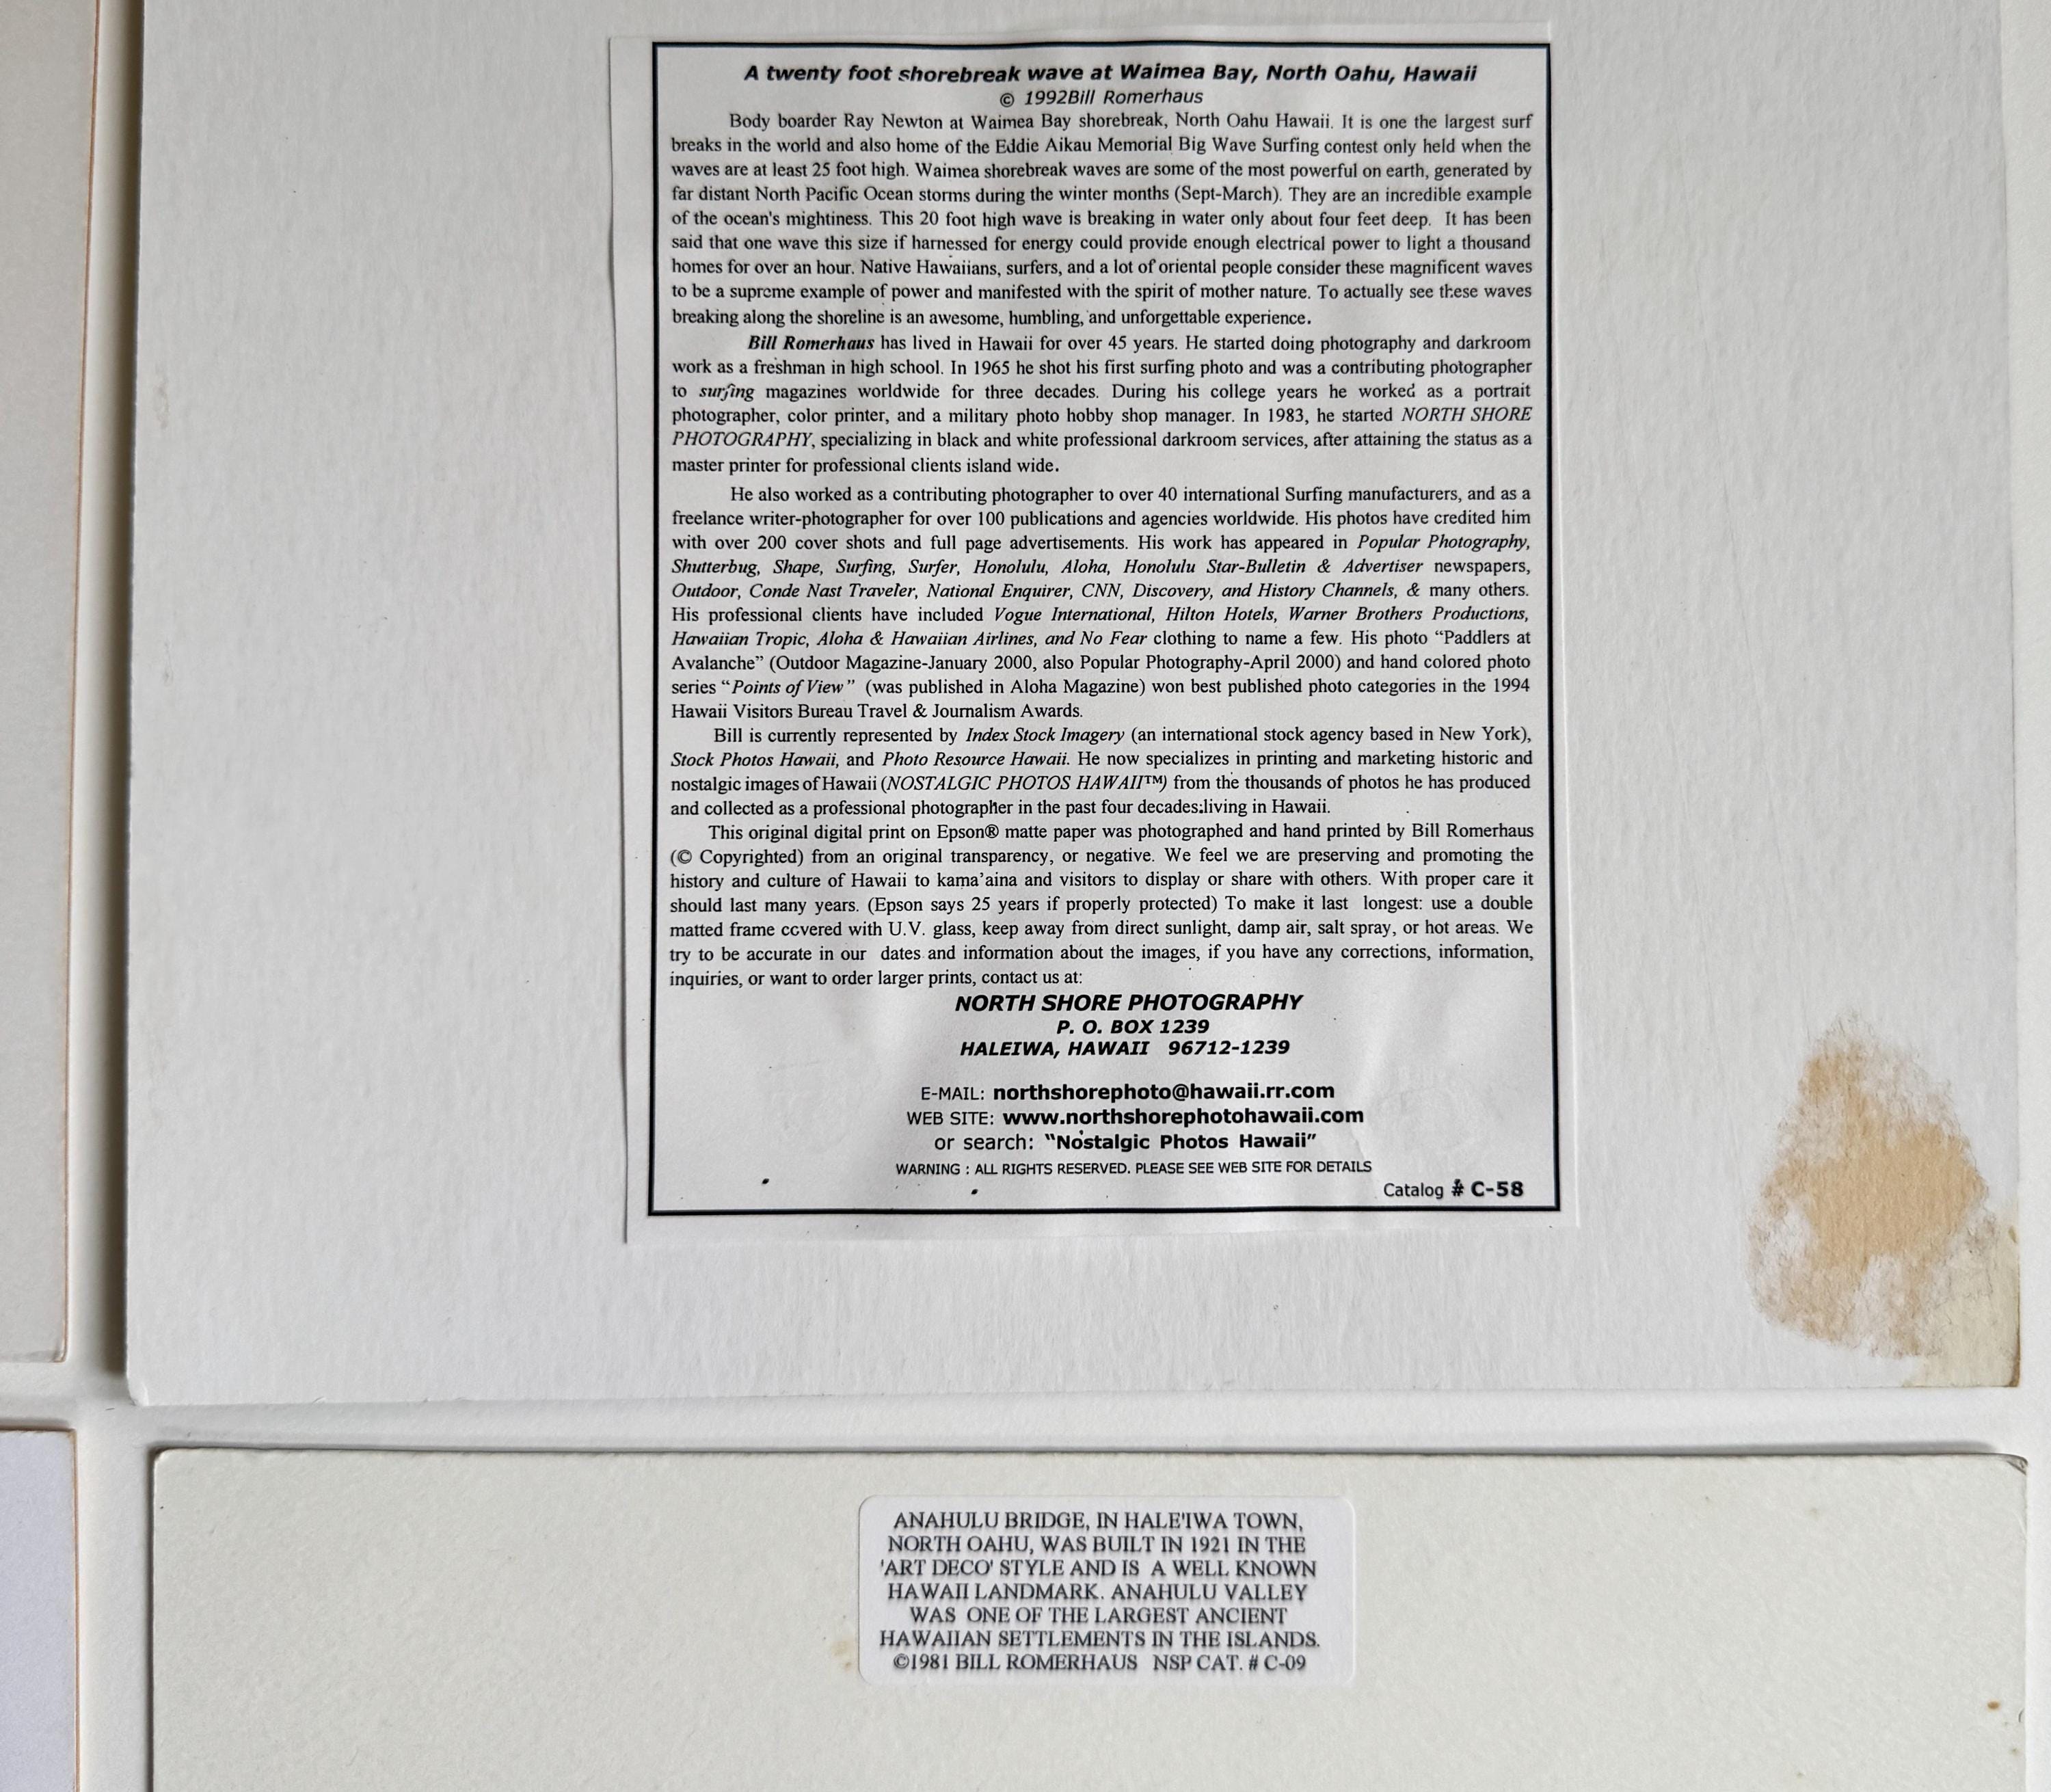 A twenty foot shorebreak wave at Waimea Bay, North Oahu, Hawaii
© 1992Bill Romerhaus
Body boarder Ray Newton at Waimea Bay shorebreak, North Oahu Hawaii. It is one the largest surf
breaks in the world and also home of the Eddie Aikau Memorial Big Wave Surfing contest only held when the
waves are at least 25 foot high. Waimea shorebreak waves are some of the most powerful on earth, generated by
far distant North Pacific Ocean storms during the winter months (Sept-March). They are an incredible example
of the ocean's mightiness. This 20 foot high wave is breaking in water only about four feet deep. It has been
said that one wave this size if harnessed for energy could provide enough electrical power to light a thousand
homes for over an hour. Native Hawaiians, surfers, and a lot of oriental people consider these magnificent waves
to be a supreme example of power and manifested with the spirit of mother nature. To actually see these waves
breaking along the shoreline is an awesome, humbling, and unforgettable experience.
Bill Romerhaus has lived in Hawaii for over 45 years. He started doing photography and darkroom
work as a freshman in high school. In 1965 he shot his first surfing photo and was a contributing photographer
to surfing magazines worldwide for three decades. During his college years he worked as a portrait
photographer, color printer, and a military photo hobby shop manager. In 1983, he started NORTH SHORE
PHOTOGRAPHY, specializing in black and white professional darkroom services, after attaining the status as a
master printer for professional clients island wide.
He also worked as a contributing photographer to over 40 international Surfing manufacturers, and as a
freelance writer-photographer for over 100 publications and agencies worldwide. His photos have credited him
with over 200 cover shots and full page advertisements. His work has appeared in Popular Photography,
Shutterbug, Shape, Surfing, Surfer, Honolulu, Aloha, Honolulu Star-Bulletin & Advertiser newspapers,
Outdoor, Conde Nast Traveler, National Enquirer, CNN, Discovery, and History Channels, & many others.
His professional clients have included Vogue International, Hilton Hotels, Warner Brothers Productions,
Hawaiian Tropic, Aloha & Hawaiian Airlines, and No Fear clothing to name a few. His photo “Paddlers at
Avalanche” (Outdoor Magazine-January 2000, also Popular Photography-April 2000) and hand colored photo
series “Points of View” (was published in Aloha Magazine) won best published photo categories in the 1994
Hawaii Visitors Bureau Travel & Journalism Awards.
Bill is currently represented by Index Stock Imagery (an international stock agency based in New York),
Stock Photos Hawaii, and Photo Resource Hawaii. He now specializes in printing and marketing historic and
nostalgic images of Hawaii (NOSTALGIC PHOTOS HAWAII™) from the thousands of photos he has produced
and collected as a professional photographer in the past four decades living in Hawaii.
This original digital print on Epson® matte paper was photographed and hand printed by Bill Romerhaus
(© Copyrighted) from an original transparency, or negative. We feel we are preserving and promoting the
history and culture of Hawaii to kama’aina and visitors to display or share with others. With proper care it
should last many years. (Epson says 25 years if properly protected) To make it last longest: use a double
matted frame covered with U.V. glass, keep away from direct sunlight, damp air, salt spray, or hot areas. We
try to be accurate in our dates and information about the images, if you have any corrections, information,
inquiries, or want to order larger prints, contact us at:
NORTH SHORE PHOTOGRAPHY
P. O. BOX 1239
HALEIWA, HAWAII 96712-1239
E-MAIL: northshorephoto@hawaii.rr.com
WEB SITE: www.northshorephotohawaii.com
or search: “Nostalgic Photos Hawaii”
WARNING : ALL RIGHTS RESERVED. PLEASE SEE WEB SITE FOR DETAILS
Catalog # C-58
ANAHULU BRIDGE, IN HALE'IWA TOWN,
NORTH OAHU, WAS BUILT IN 1921 IN THE
'ART DECO' STYLE AND IS A WELL KNOWN
HAWAII LANDMARK. ANAHULU VALLEY
WAS ONE OF THE LARGEST ANCIENT
HAWAIIAN SETTLEMENTS IN THE ISLANDS.
©1981 BILL ROMERHAUS NSP CAT. # C-09